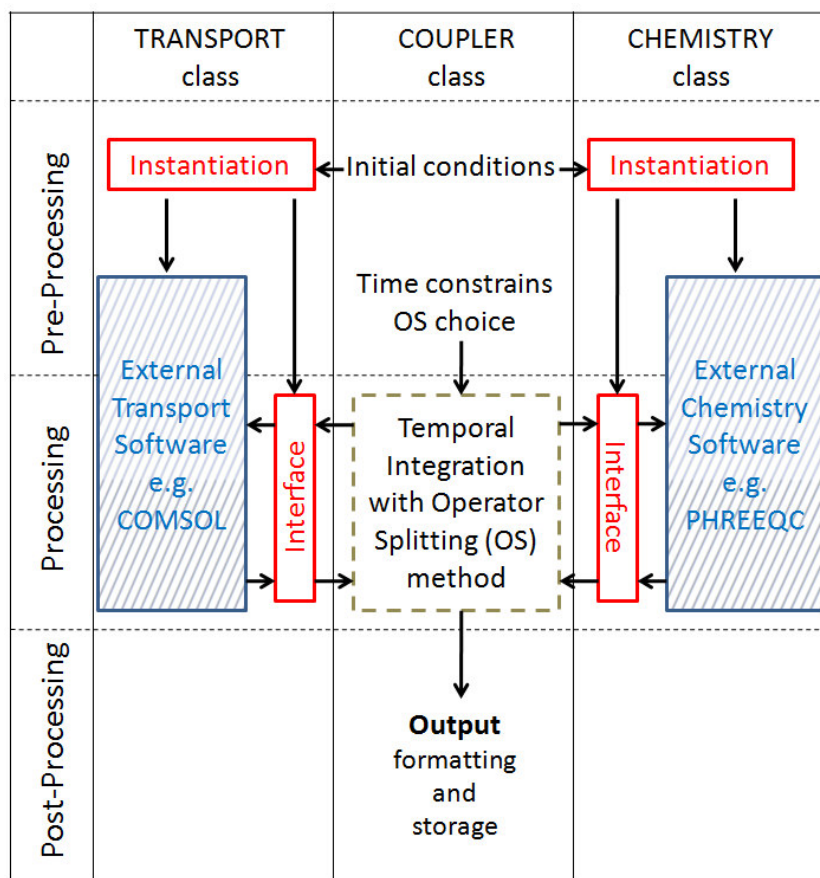 TRANSPORT
class
COUPLER
class
CHEMISTRY
class
Pre-Processing
Instantiation
Initial conditions
Instantiation
Time constrains
OS choice
Processing
External
Transport
Software
e.g.
COMSOL
Interface
Temporal
Integration
with Operator
Splitting (OS)
method
Interface
External
Chemistry
Software
e.g.
PHREEQC
Post-Processing
Output
formatting
and
storage